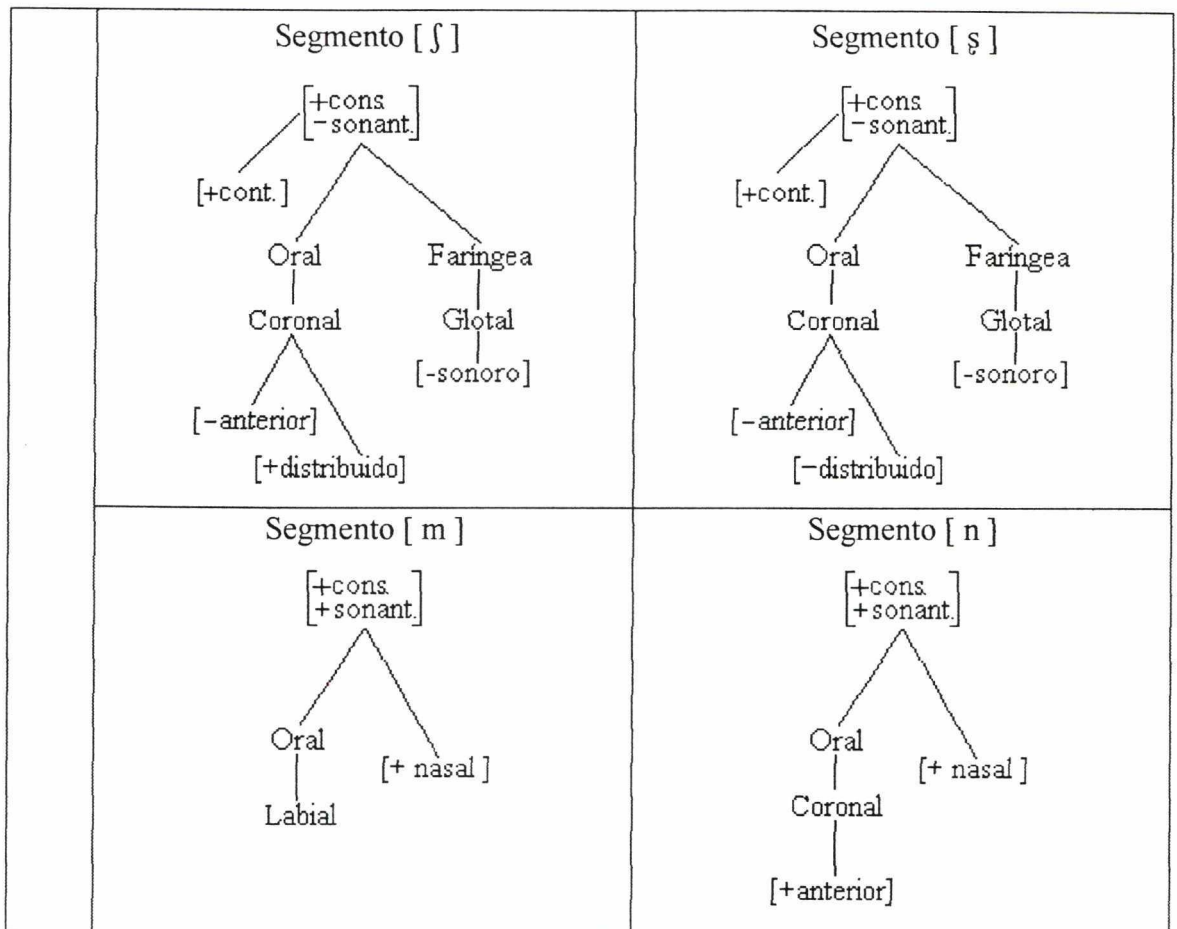 Segmento [ ʃ ]
[+cons.
−sonant.]
[+cont.]
Oral
Faríngea
Coronal
Glotal
[-sonoro]
[−anterior]
[+distribuido]
Segmento [ ş ]
[+cons.
−sonant.]
[+cont.]
Oral
Faríngea
Coronal
Glotal
[-sonoro]
[−anterior]
[−distribuido]
Segmento [ m ]
[+cons.
+sonant.]
Oral
[+ nasal ]
Labial
Segmento [ n ]
[+cons.
+sonant.]
Oral
[+ nasal ]
Coronal
[+anterior]